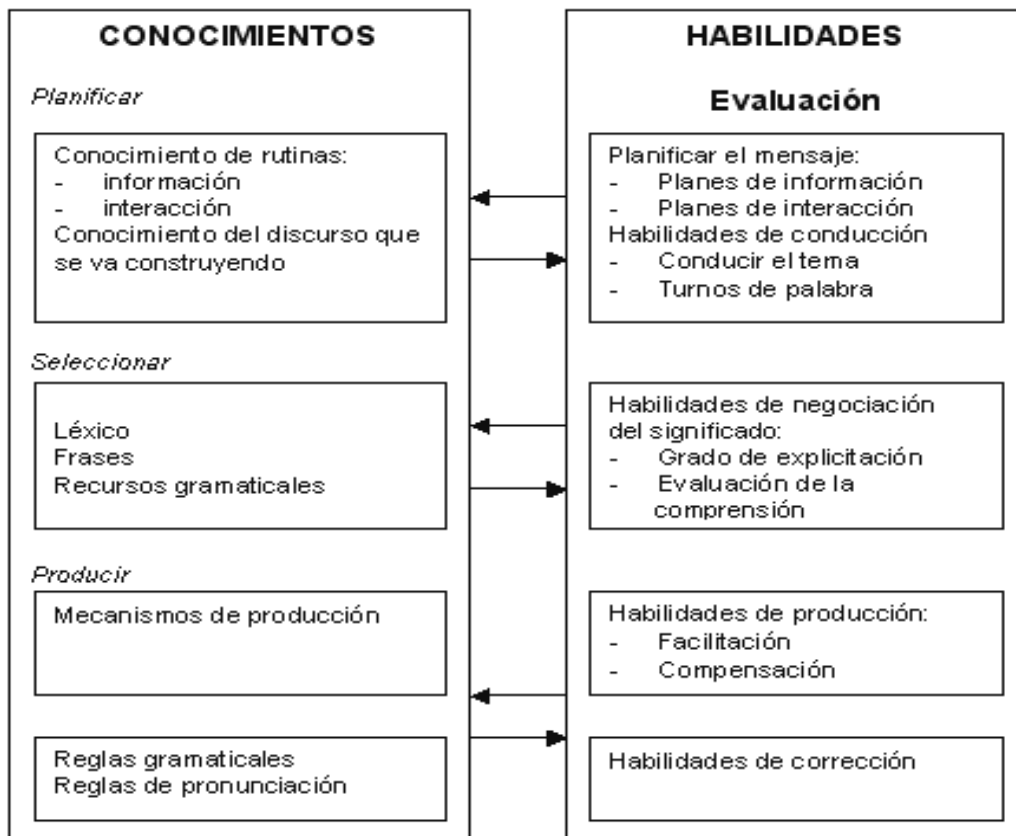 CONOCIMIENTOS
Planificar
Conocimiento de rutinas:
- información
- interacción
Conocimiento del discurso que
se va construyendo
Seleccionar
Léxico
Frases
Recursos gramaticales
Producir
Mecanismos de producción
Reglas gramaticales
Reglas de pronunciación
HABILIDADES
Evaluación
Planificar el mensaje:
- Planes de información
- Planes de interacción
Habilidades de conducción
- Conducir el tema
- Turnos de palabra
Habilidades de negociación
del significado:
- Grado de explicitación
- Evaluación de la
comprensión
Habilidades de producción:
- Facilitación
- Compensación
Habilidades de corrección